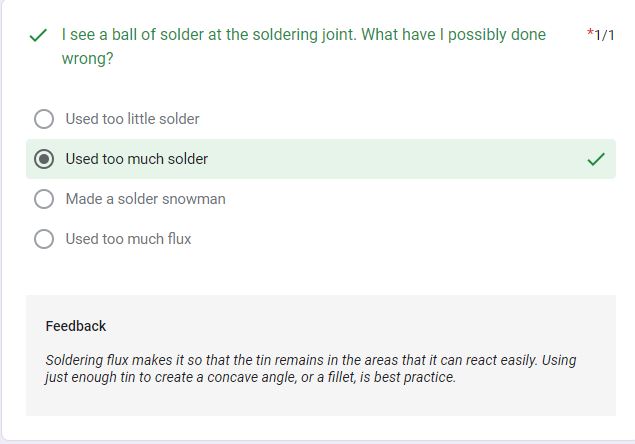 I see a ball of solder at the soldering joint. What have I possibly done
*1/1
wrong?
Used too little solder
Used too much solder
Made a solder snowman
Used too much flux
Feedback
Soldering flux makes it so that the tin remains in the areas that it can react easily. Using
just enough tin to create a concave angle, or a fillet, is best practice.